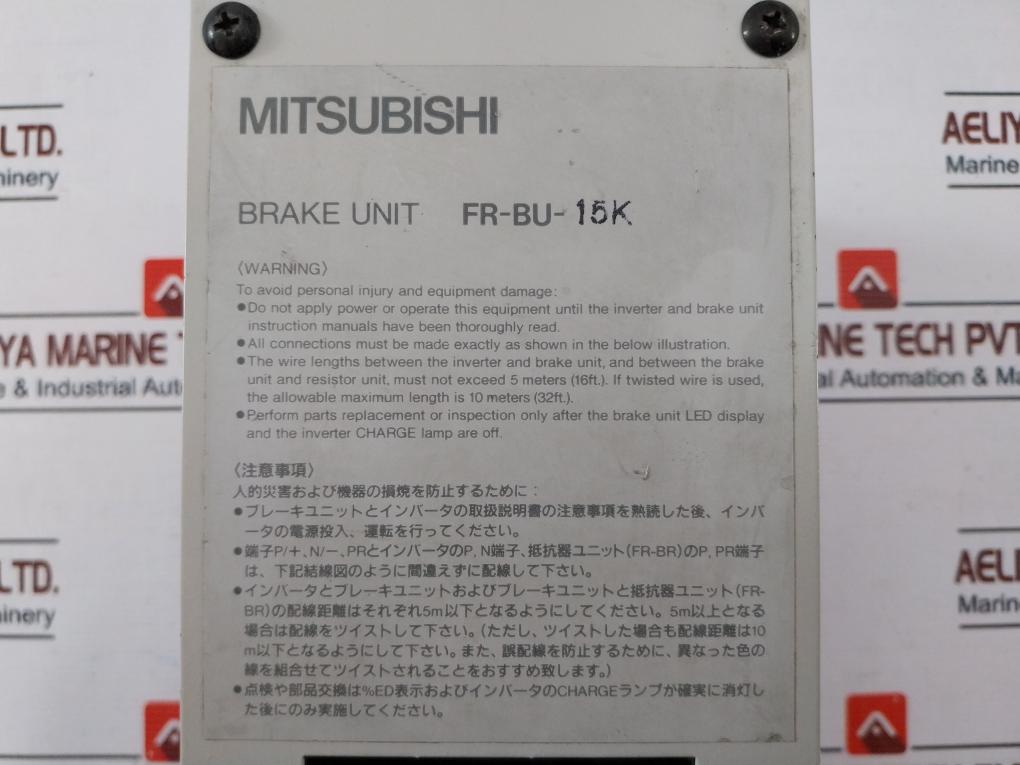 MITSUBISHI
BRAKE UNIT FR-BU-15K
〈WARNING〉
To avoid personal injury and equipment damage:
●Do not apply power or operate this equipment until the inverter and brake unit
instruction manuals have been thoroughly read.
●All connections must be made exactly as shown in the below illustration.
●The wire lengths between the inverter and brake unit, and between the brake
unit and resistor unit, must not exceed 5 meters (16ft.). If twisted wire is used,
the allowable maximum length is 10 meters (32ft.).
●Perform parts replacement or inspection only after the brake unit LED display
and the inverter CHARGE lamp are off.
〈注意事項〉
人的災害および機器の損焼を防止するために：
●ブレーキユニットとインバータの取扱説明書の注意事項を熟読した後、インバ
ータの電源投入、運転を行ってください。
●端子P/+、N/−、PRとインバータのP, N端子、抵抗器ユニット(FR-BR)のP, PR端子
は、下記結線図のように間違えずに配線して下さい。
●インバータとブレーキユニットおよびブレーキユニットと抵抗器ユニット(FR-
BR)の配線距離はそれぞれ5m以下となるようにしてください。5m以上となる
場合は配線をツイストして下さい。(ただし、ツイストした場合も配線距離は10
m以下となるようにして下さい。また、誤配線を防止するために、異なった色の
線を組合せてツイストされることをおすすめ致します。)
●点検や部品交換は%ED表示およびインバータのCHARGEランプが確実に消灯し
た後にのみ実施してください。
LTD.
hinery
AELIY
Marine
YA MARINE T
e & Industrial Auto
INE TECH PVT
al Automation & Ma
LTD.
hinery
AELI
Marin